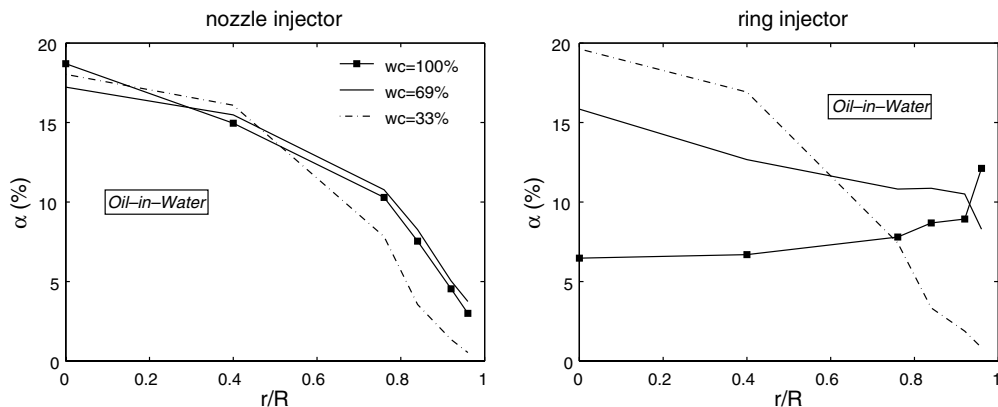 nozzle injector
α (%)
20
15
10
5
0
0 0.2 0.4 0.6 0.8 1
r/R
wc=100%
wc=69%
wc=33%
Oil–in–Water
ring injector
α (%)
20
15
10
5
0
0 0.2 0.4 0.6 0.8 1
r/R
Oil–in–Water